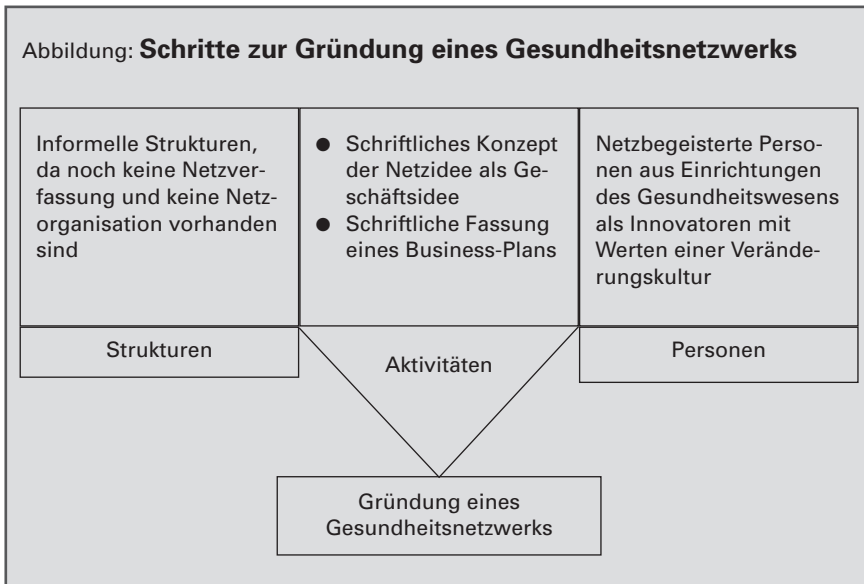 Abbildung: Schritte zur Gründung eines Gesundheitsnetzwerks
Informelle Strukturen,
da noch keine Netzver-
fassung und keine Netz-
organisation vorhanden
sind
● Schriftliches Konzept
der Netzidee als Ge-
schäftsidee
● Schriftliche Fassung
eines Business-Plans
Netzbegeisterte Perso-
nen aus Einrichtungen
des Gesundheitswesens
als Innovatoren mit
Werten einer Verände-
rungskultur
Strukturen
Aktivitäten
Personen
Gründung eines
Gesundheitsnetzwerks